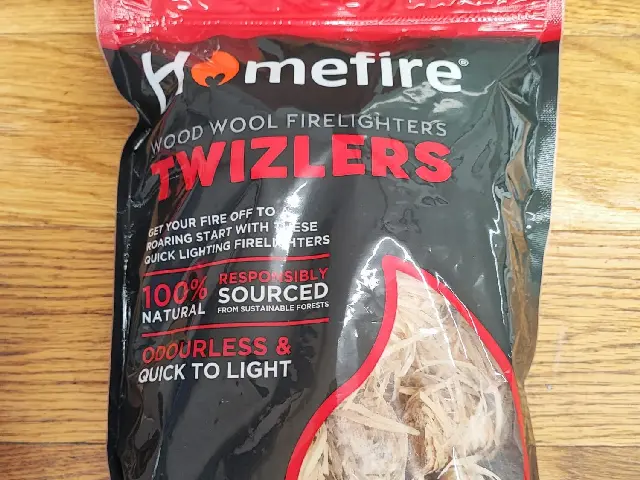 Homefire®
WOOD WOOL FIRELIGHTERS
TWIZLERS
GET YOUR FIRE OFF TO A
ROARING START WITH THESE
QUICK LIGHTING FIRELIGHTERS
100%
NATURAL
RESPONSIBLY
SOURCED
FROM SUSTAINABLE FORESTS
ODOURLESS &
QUICK TO LIGHT